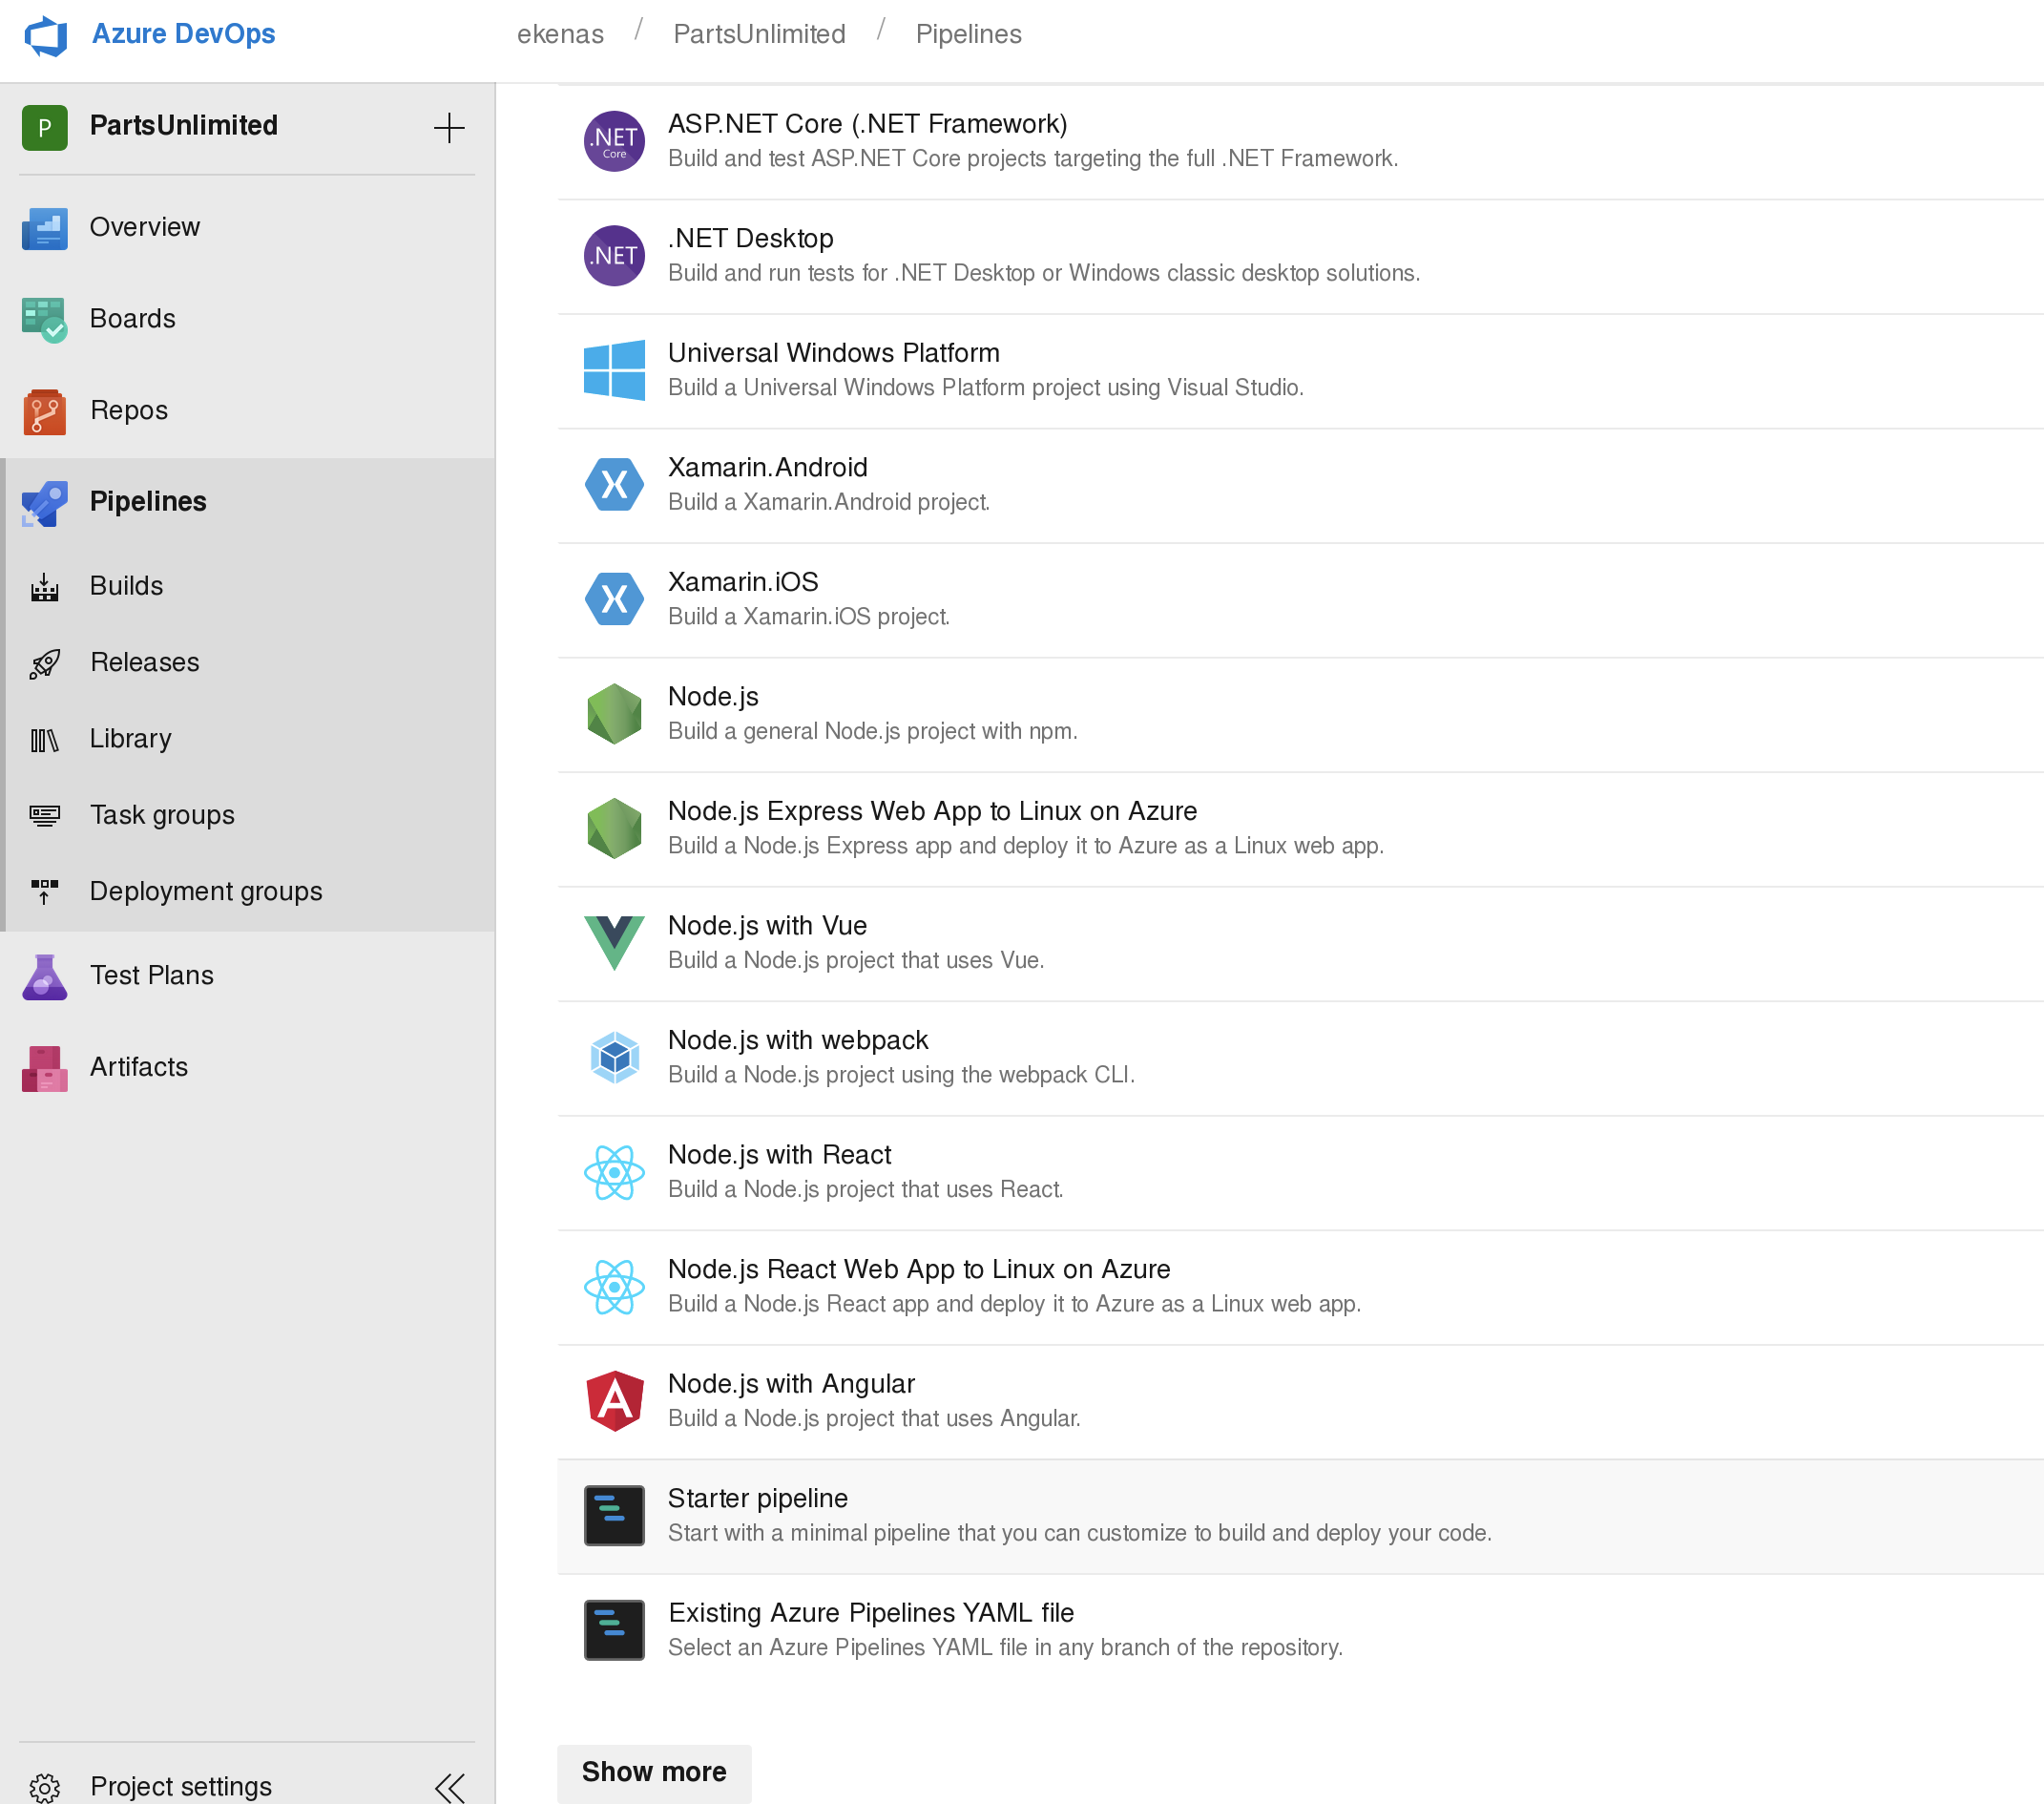 Azure DevOps
ekenas / PartsUnlimited / Pipelines
P PartsUnlimited
Overview
Boards
Repos
Pipelines
Builds
Releases
Library
Task groups
Deployment groups
Test Plans
Artifacts
Project settings
.NET Core
ASP.NET Core (.NET Framework)
Build and test ASP.NET Core projects targeting the full .NET Framework.
.NET
.NET Desktop
Build and run tests for .NET Desktop or Windows classic desktop solutions.
Universal Windows Platform
Build a Universal Windows Platform project using Visual Studio.
Xamarin.Android
Build a Xamarin.Android project.
Xamarin.iOS
Build a Xamarin.iOS project.
Node.js
Build a general Node.js project with npm.
Node.js Express Web App to Linux on Azure
Build a Node.js Express app and deploy it to Azure as a Linux web app.
Node.js with Vue
Build a Node.js project that uses Vue.
Node.js with webpack
Build a Node.js project using the webpack CLI.
Node.js with React
Build a Node.js project that uses React.
Node.js React Web App to Linux on Azure
Build a Node.js React app and deploy it to Azure as a Linux web app.
Node.js with Angular
Build a Node.js project that uses Angular.
Starter pipeline
Start with a minimal pipeline that you can customize to build and deploy your code.
Existing Azure Pipelines YAML file
Select an Azure Pipelines YAML file in any branch of the repository.
Show more